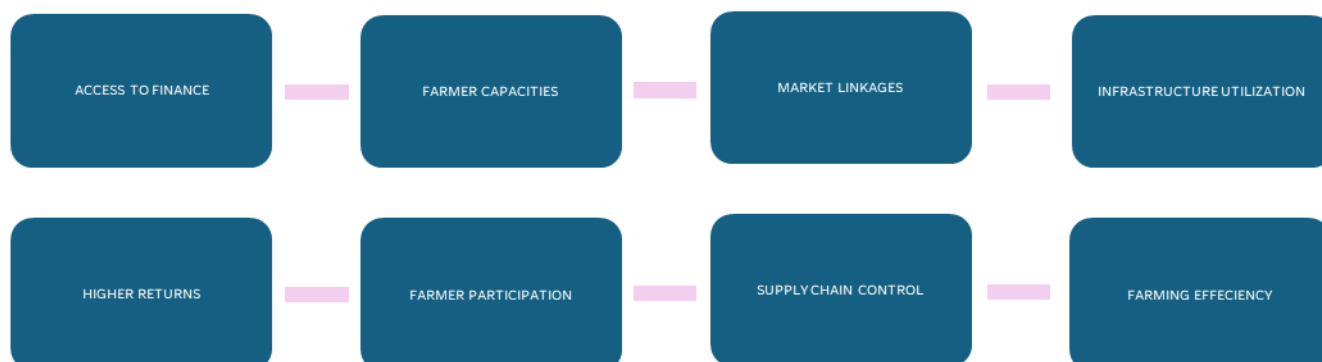 ACCESS TO FINANCE
FARMER CAPACITIES
MARKET LINKAGES
INFRASTRUCTURE UTILIZATION
HIGHER RETURNS
FARMER PARTICIPATION
SUPPLY CHAIN CONTROL
FARMING EFFECIENCY